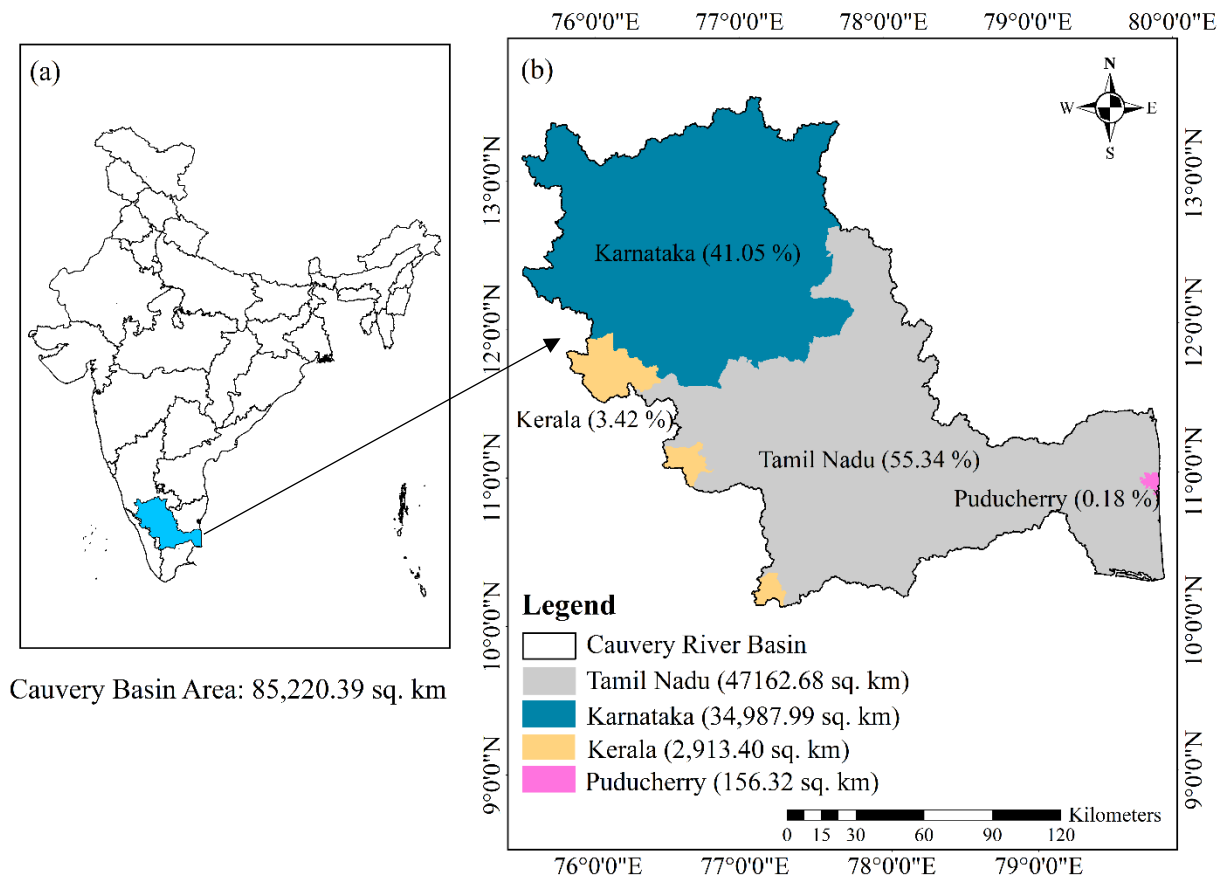 (a)
Cauvery Basin Area: 85,220.39 sq. km
76°0'0"E 77°0'0"E 78°0'0"E 79°0'0"E 80°0'0"E
(b)
N
W E
S
13°0'0"N
12°0'0"N
11°0'0"N
10°0'0"N
9°0'0"N
Karnataka (41.05 %)
Kerala (3.42 %)
Tamil Nadu (55.34 %)
Puducherry (0.18 %)
13°0'0"N
12°0'0"N
11°0'0"N
10°0'0"N
9°0'0"N
Legend
Cauvery River Basin
Tamil Nadu (47162.68 sq. km)
Karnataka (34,987.99 sq. km)
Kerala (2,913.40 sq. km)
Puducherry (156.32 sq. km)
Kilometers
0 15 30 60 90 120
76°0'0"E 77°0'0"E 78°0'0"E 79°0'0"E